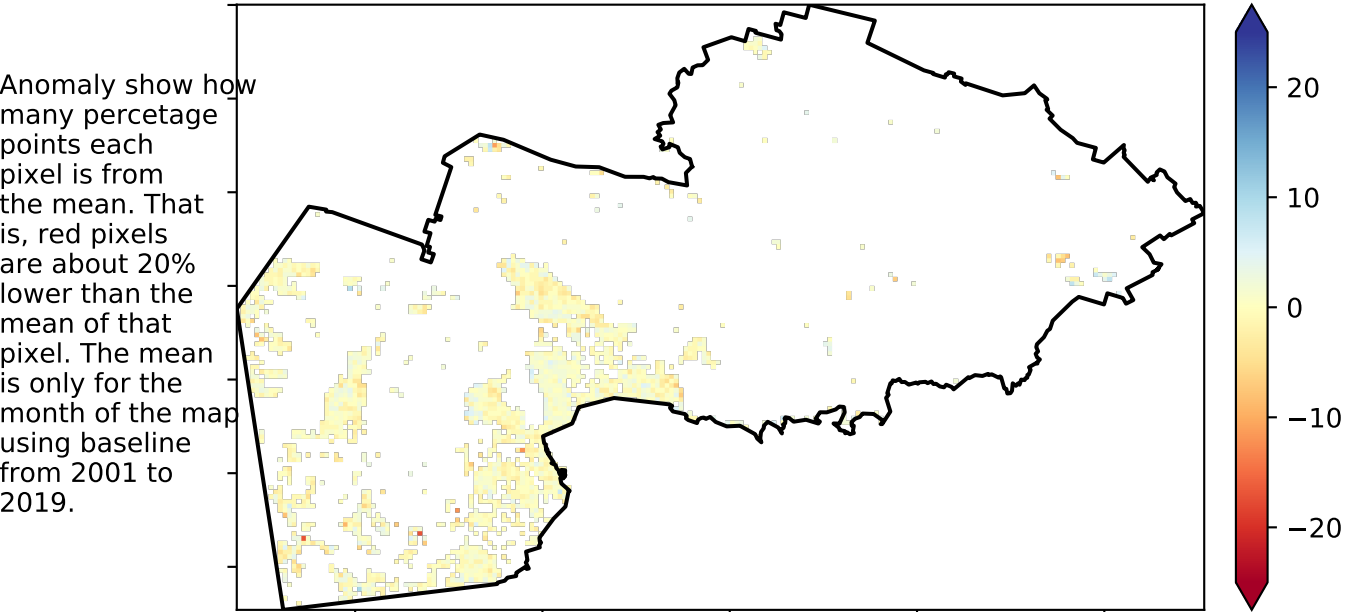 Anomaly show how
many percetage
points each
pixel is from
the mean. That
is, red pixels
are about 20%
lower than the
mean of that
pixel. The mean
is only for the
month of the map
using baseline
from 2001 to
2019.
20
10
0
−10
−20